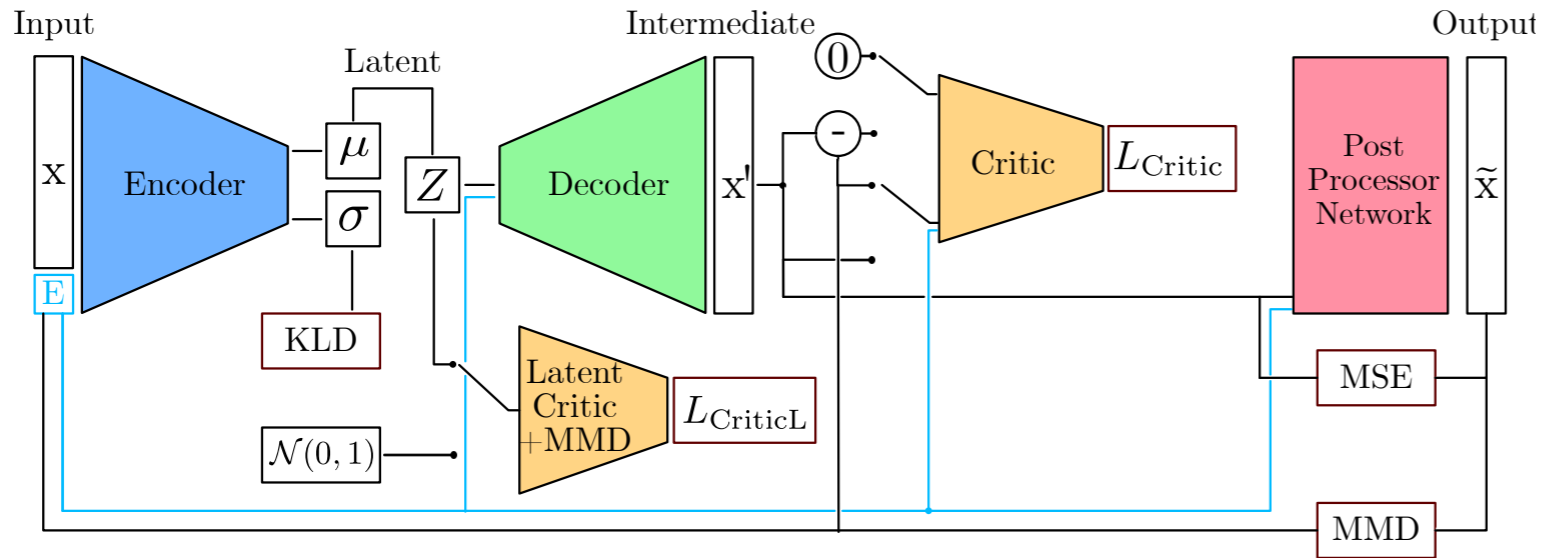 Input
Latent
Intermediate
Output
x
E
Encoder
μ
σ
KLD
Z
𝒩(0, 1)
Decoder
x'
Latent
Critic
+MMD
L_CriticL
0
-
Critic
L_Critic
Post
Processor
Network
x̃
MSE
MMD